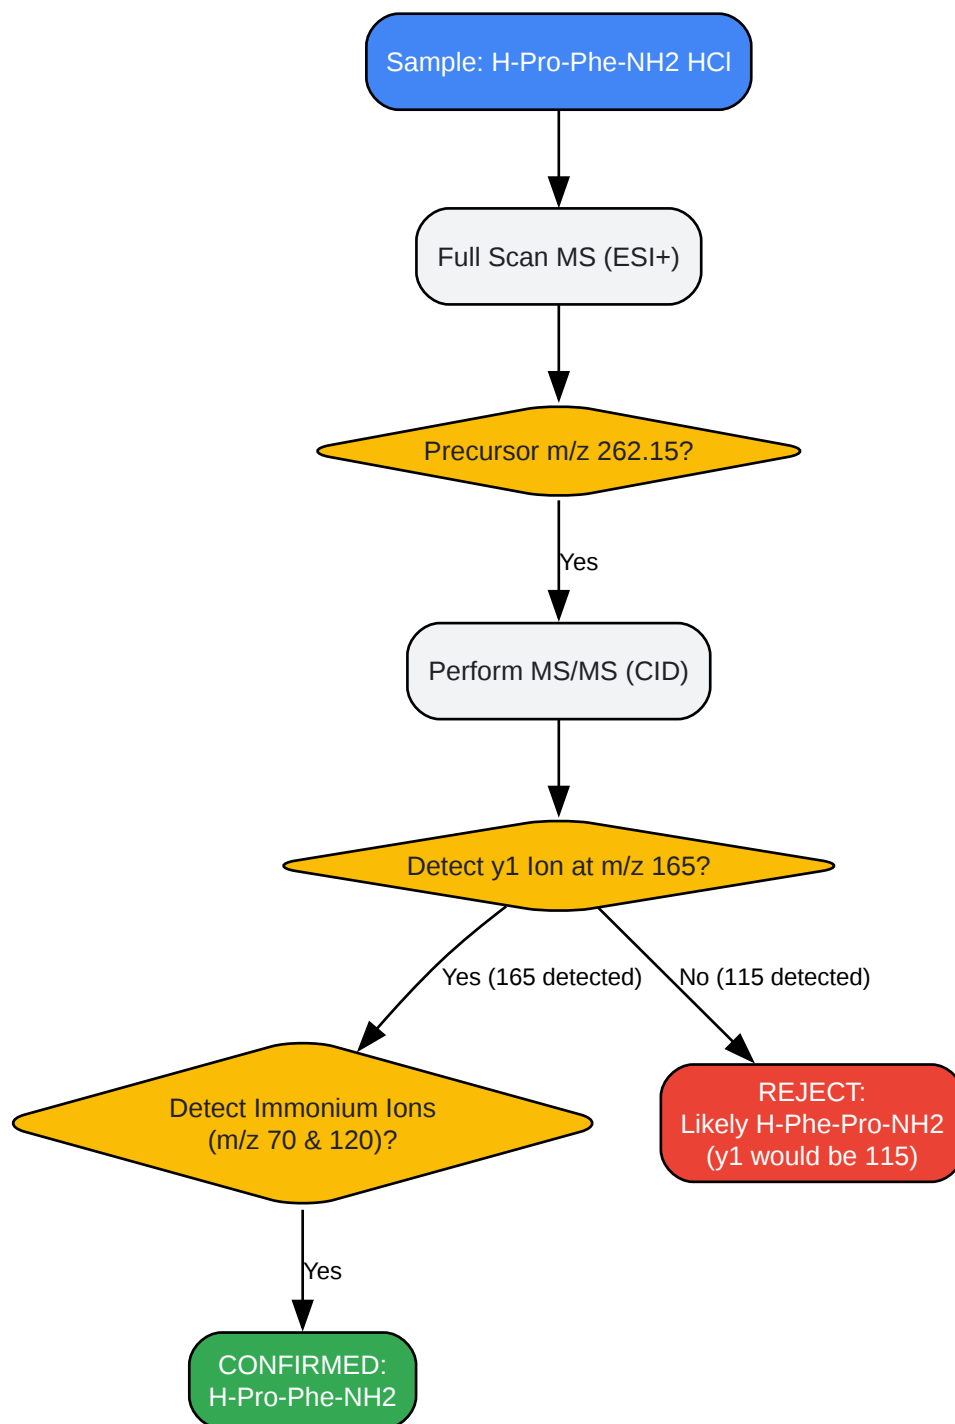 Sample: H-Pro-Phe-NH2 HCl
Full Scan MS (ESI+)
Precursor m/z 262.15?
Yes
Perform MS/MS (CID)
Detect y1 Ion at m/z 165?
Yes (165 detected)
No (115 detected)
Detect Immonium Ions
(m/z 70 & 120)?
REJECT:
Likely H-Phe-Pro-NH2
(y1 would be 115)
Yes
CONFIRMED:
H-Pro-Phe-NH2